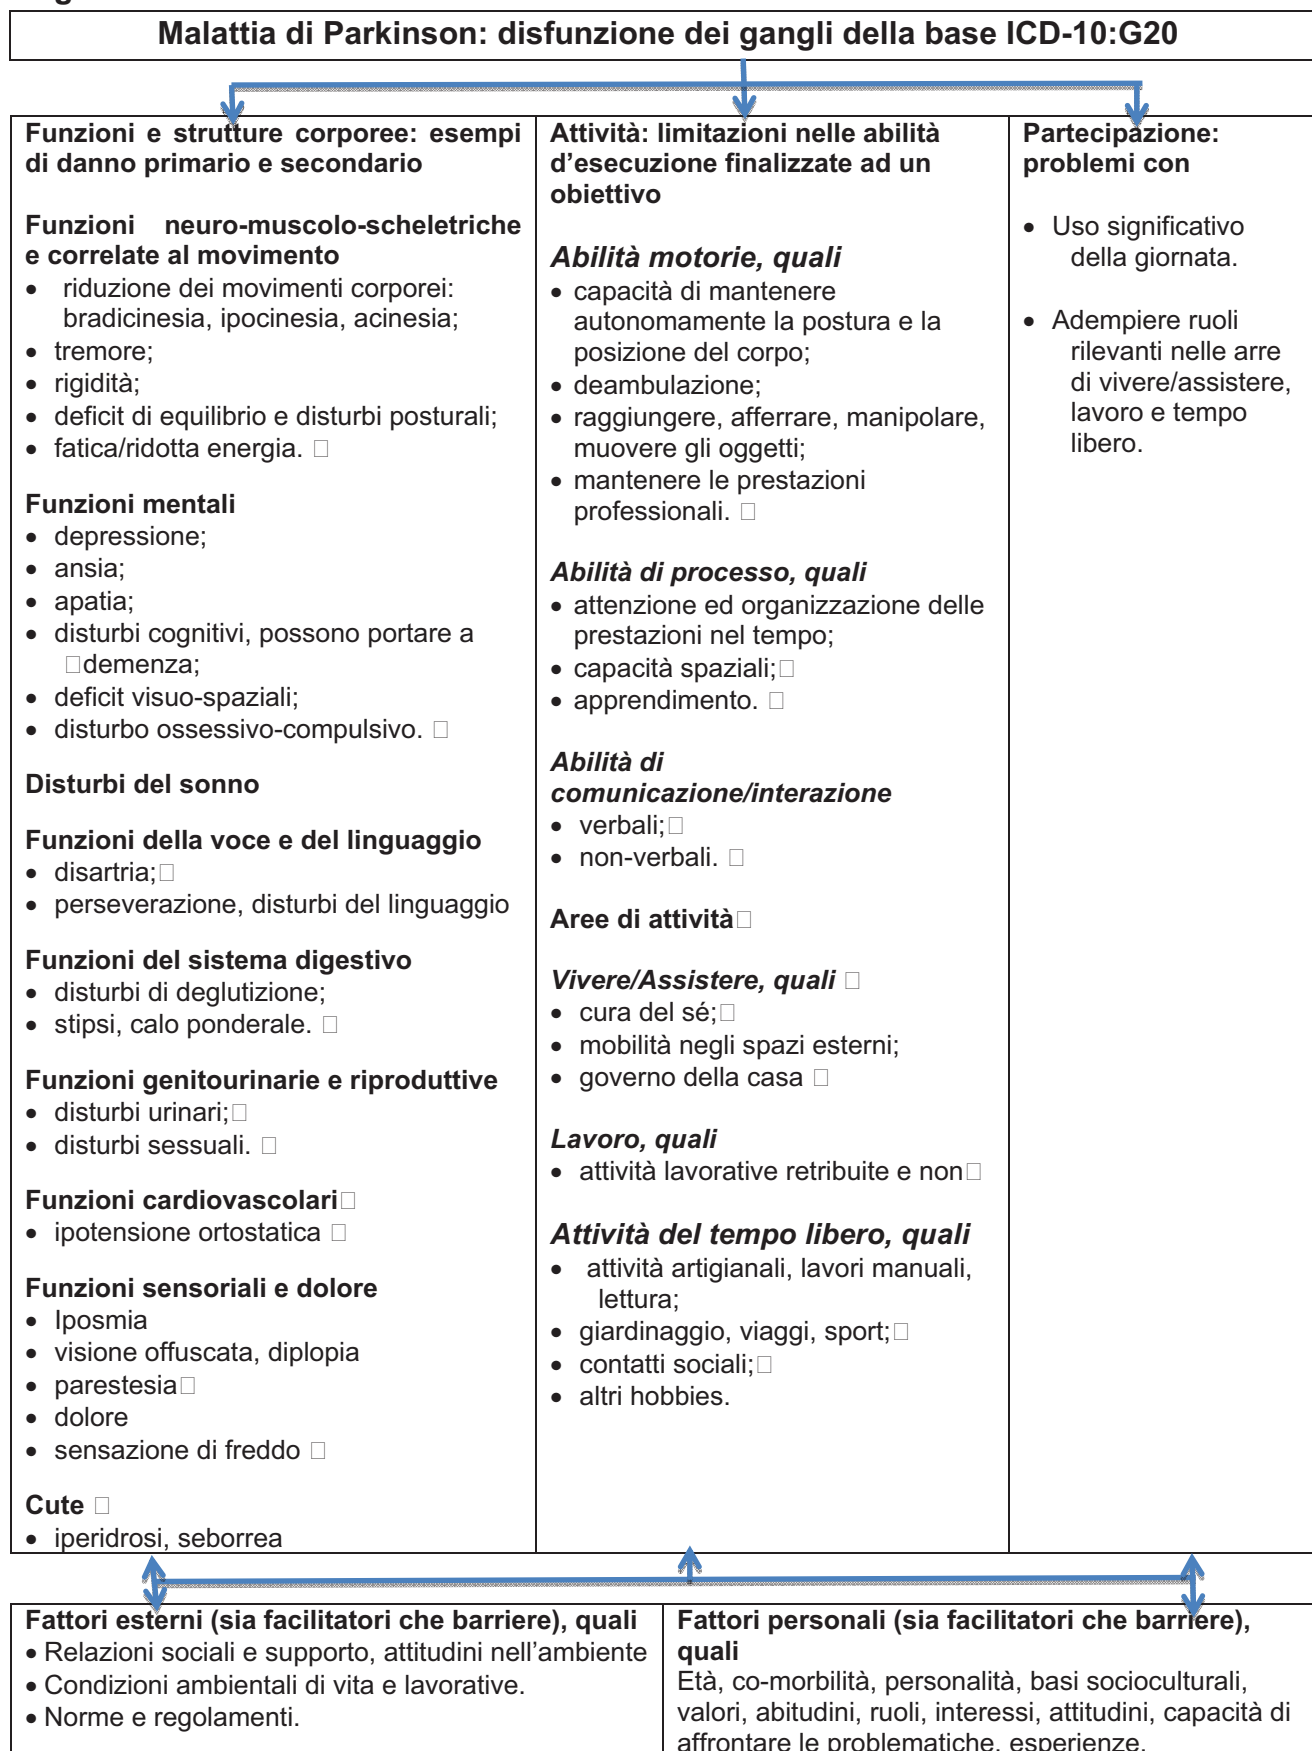 Malattia di Parkinson: disfunzione dei gangli della base ICD-10:G20
Funzioni e strutture corporee: esempi
di danno primario e secondario
Funzioni neuro-muscolo-scheletriche
e correlate al movimento
• riduzione dei movimenti corporei:
bradicinesia, ipocinesia, acinesia;
• tremore;
• rigidità;
• deficit di equilibrio e disturbi posturali;
• fatica/ridotta energia. □
Funzioni mentali
• depressione;
• ansia;
• apatia;
• disturbi cognitivi, possono portare a
□demenza;
• deficit visuo-spaziali;
• disturbo ossessivo-compulsivo. □
Disturbi del sonno
Funzioni della voce e del linguaggio
• disartria;□
• perseverazione, disturbi del linguaggio
Funzioni del sistema digestivo
• disturbi di deglutizione;
• stipsi, calo ponderale. □
Funzioni genitourinarie e riproduttive
• disturbi urinari;□
• disturbi sessuali. □
Funzioni cardiovascolari□
• ipotensione ortostatica □
Funzioni sensoriali e dolore
• Iposmia
• visione offuscata, diplopia
• parestesia□
• dolore
• sensazione di freddo □
Cute □
• iperidrosi, seborrea
Attività: limitazioni nelle abilità
d'esecuzione finalizzate ad un
obiettivo
Abilità motorie, quali
• capacità di mantenere
autonomamente la postura e la
posizione del corpo;
• deambulazione;
• raggiungere, afferrare, manipolare,
muovere gli oggetti;
• mantenere le prestazioni
professionali. □
Abilità di processo, quali
• attenzione ed organizzazione delle
prestazioni nel tempo;
• capacità spaziali;□
• apprendimento. □
Abilità di
comunicazione/interazione
• verbali;□
• non-verbali. □
Aree di attività□
Vivere/Assistere, quali □
• cura del sé;□
• mobilità negli spazi esterni;
• governo della casa □
Lavoro, quali
• attività lavorative retribuite e non□
Attività del tempo libero, quali
• attività artigianali, lavori manuali,
lettura;
• giardinaggio, viaggi, sport;□
• contatti sociali;□
• altri hobbies.
Partecipazione:
problemi con
• Uso significativo
della giornata.
• Adempiere ruoli
rilevanti nelle arre
di vivere/assistere,
lavoro e tempo
libero.
Fattori esterni (sia facilitatori che barriere), quali
• Relazioni sociali e supporto, attitudini nell'ambiente
• Condizioni ambientali di vita e lavorative.
• Norme e regolamenti.
Fattori personali (sia facilitatori che barriere),
quali
Età, co-morbilità, personalità, basi socioculturali,
valori, abitudini, ruoli, interessi, attitudini, capacità di
affrontare le problematiche, esperienze.